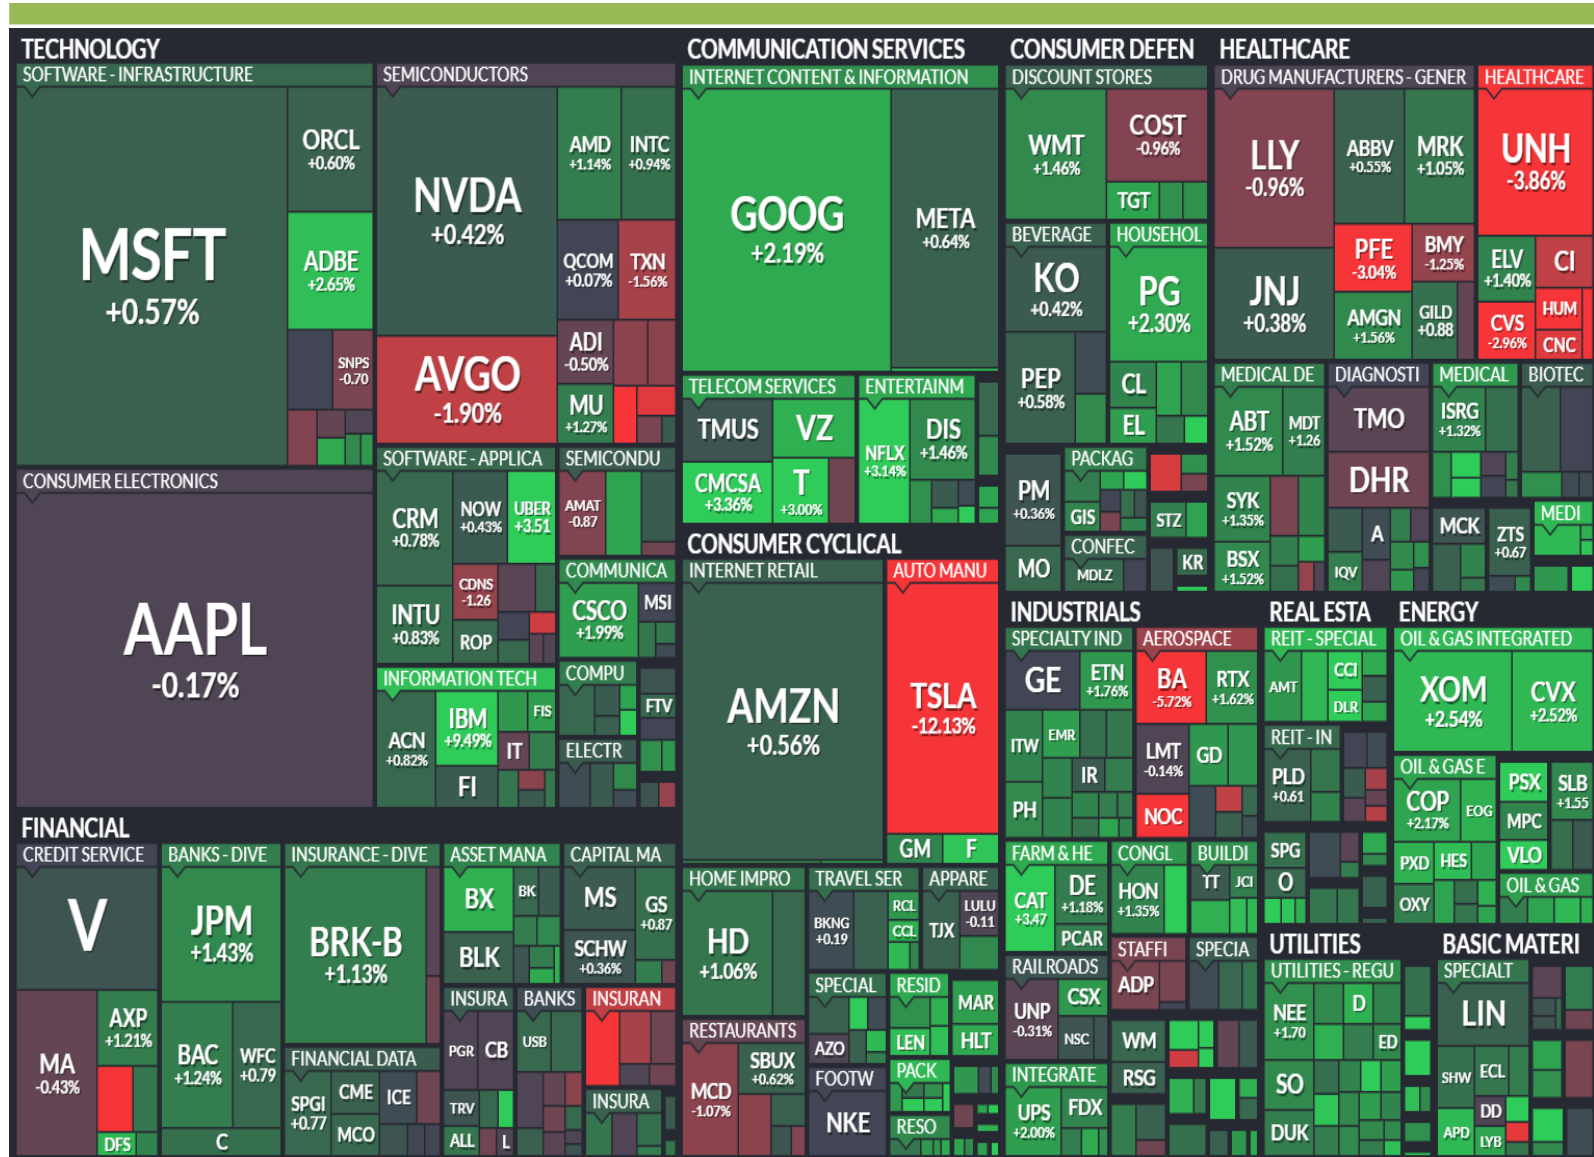 TECHNOLOGY
SOFTWARE - INFRASTRUCTURE
MSFT
+0.57%
ORCL
+0.60%
ADBE
+2.65%
SNPS
-0.70
SEMICONDUCTORS
NVDA
+0.42%
AMD
+1.14%
INTC
+0.94%
QCOM
+0.07%
TXN
-1.56%
AVGO
-1.90%
ADI
-0.50%
MU
+1.27%
CONSUMER ELECTRONICS
AAPL
-0.17%
SOFTWARE - APPLICA
CRM
+0.78%
NOW
+0.43%
UBER
+3.51
INTU
+0.83%
CDNS
-1.26
ROP
SEMICONDU
AMAT
-0.87
COMMUNICA
CSCO
+1.99%
MSI
INFORMATION TECH
ACN
+0.82%
IBM
+9.49%
FIS
IT
FI
COMPU
FTV
ELECTR
COMMUNICATION SERVICES
INTERNET CONTENT & INFORMATION
GOOG
+2.19%
META
+0.64%
TELECOM SERVICES
TMUS
VZ
CMCSA
+3.36%
T
+3.00%
ENTERTAINM
NFLX
+3.14%
DIS
+1.46%
CONSUMER CYCLICAL
INTERNET RETAIL
AMZN
+0.56%
AUTO MANU
TSLA
-12.13%
GM
F
HOME IMPRO
HD
+1.06%
TRAVEL SER
BKNG
+0.19
RCL
CCL
APPARE
TJX
LULU
-0.11
RESTAURANTS
MCD
-1.07%
SBUX
+0.62%
SPECIAL
AZO
RESID
LEN
MAR
HLT
FOOTW
NKE
PACK
RESO
CONSUMER DEFEN
DISCOUNT STORES
WMT
+1.46%
COST
-0.96%
TGT
BEVERAGE
KO
+0.42%
PEP
+0.58%
HOUSEHOL
PG
+2.30%
CL
EL
PM
+0.36%
MO
PACKAG
GIS
STZ
CONFEC
MDLZ
KR
HEALTHCARE
DRUG MANUFACTURERS - GENER
LLY
-0.96%
ABBV
+0.55%
MRK
+1.05%
JNJ
+0.38%
PFE
-3.04%
BMY
-1.25%
AMGN
+1.56%
GILD
+0.88
HEALTHCARE
UNH
-3.86%
ELV
+1.40%
CI
CVS
-2.96%
HUM
CNC
MEDICAL DE
ABT
+1.52%
MDT
+1.26
SYK
+1.35%
BSX
+1.52%
DIAGNOSTI
TMO
DHR
A
IQV
MEDICAL
ISRG
+1.32%
BIOTEC
MCK
ZTS
+0.67
MEDI
INDUSTRIALS
SPECIALTY IND
GE
ETN
+1.76%
ITW
EMR
IR
PH
AEROSPACE
BA
-5.72%
RTX
+1.62%
LMT
-0.14%
GD
NOC
FARM & HE
CAT
+3.47
DE
+1.18%
PCAR
CONGL
HON
+1.35%
BUILDI
TT
JCI
RAILROADS
UNP
-0.31%
CSX
NSC
STAFFI
ADP
SPECIA
WM
RSG
INTEGRATE
UPS
+2.00%
FDX
REAL ESTA
REIT - SPECIAL
AMT
CCI
DLR
REIT - IN
PLD
+0.61
SPG
O
ENERGY
OIL & GAS INTEGRATED
XOM
+2.54%
CVX
+2.52%
OIL & GAS E
COP
+2.17%
EOG
PXD
HES
OXY
PSX
MPC
VLO
SLB
+1.55
OIL & GAS
UTILITIES
UTILITIES - REGU
NEE
+1.70
D
ED
SO
DUK
BASIC MATERI
SPECIALT
LIN
SHW
ECL
DD
APD
LYB
FINANCIAL
CREDIT SERVICE
V
MA
-0.43%
AXP
+1.21%
DFS
BANKS - DIVE
JPM
+1.43%
BAC
+1.24%
WFC
+0.79
C
INSURANCE - DIVE
BRK-B
+1.13%
ASSET MANA
BX
BK
BLK
CAPITAL MA
MS
GS
+0.87
SCHW
+0.36%
FINANCIAL DATA
SPGI
+0.77
CME
ICE
MCO
INSURA
PGR
CB
TRV
ALL
L
BANKS
USB
INSURAN
INSURA